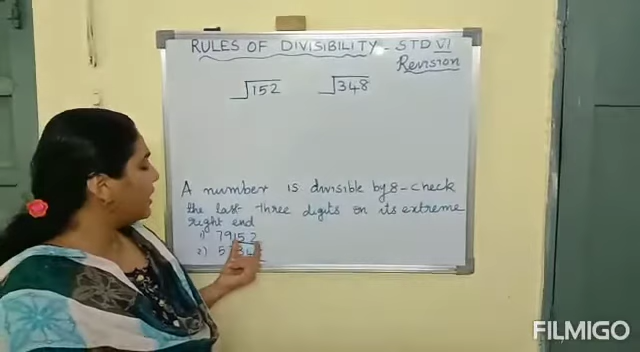 RULES OF DIVISIBILITY - STD VI
Revision
152 348
A number is divisible by 8 - check
the last three digits on its extreme
right end
1) 79152
2)
FILMIGO